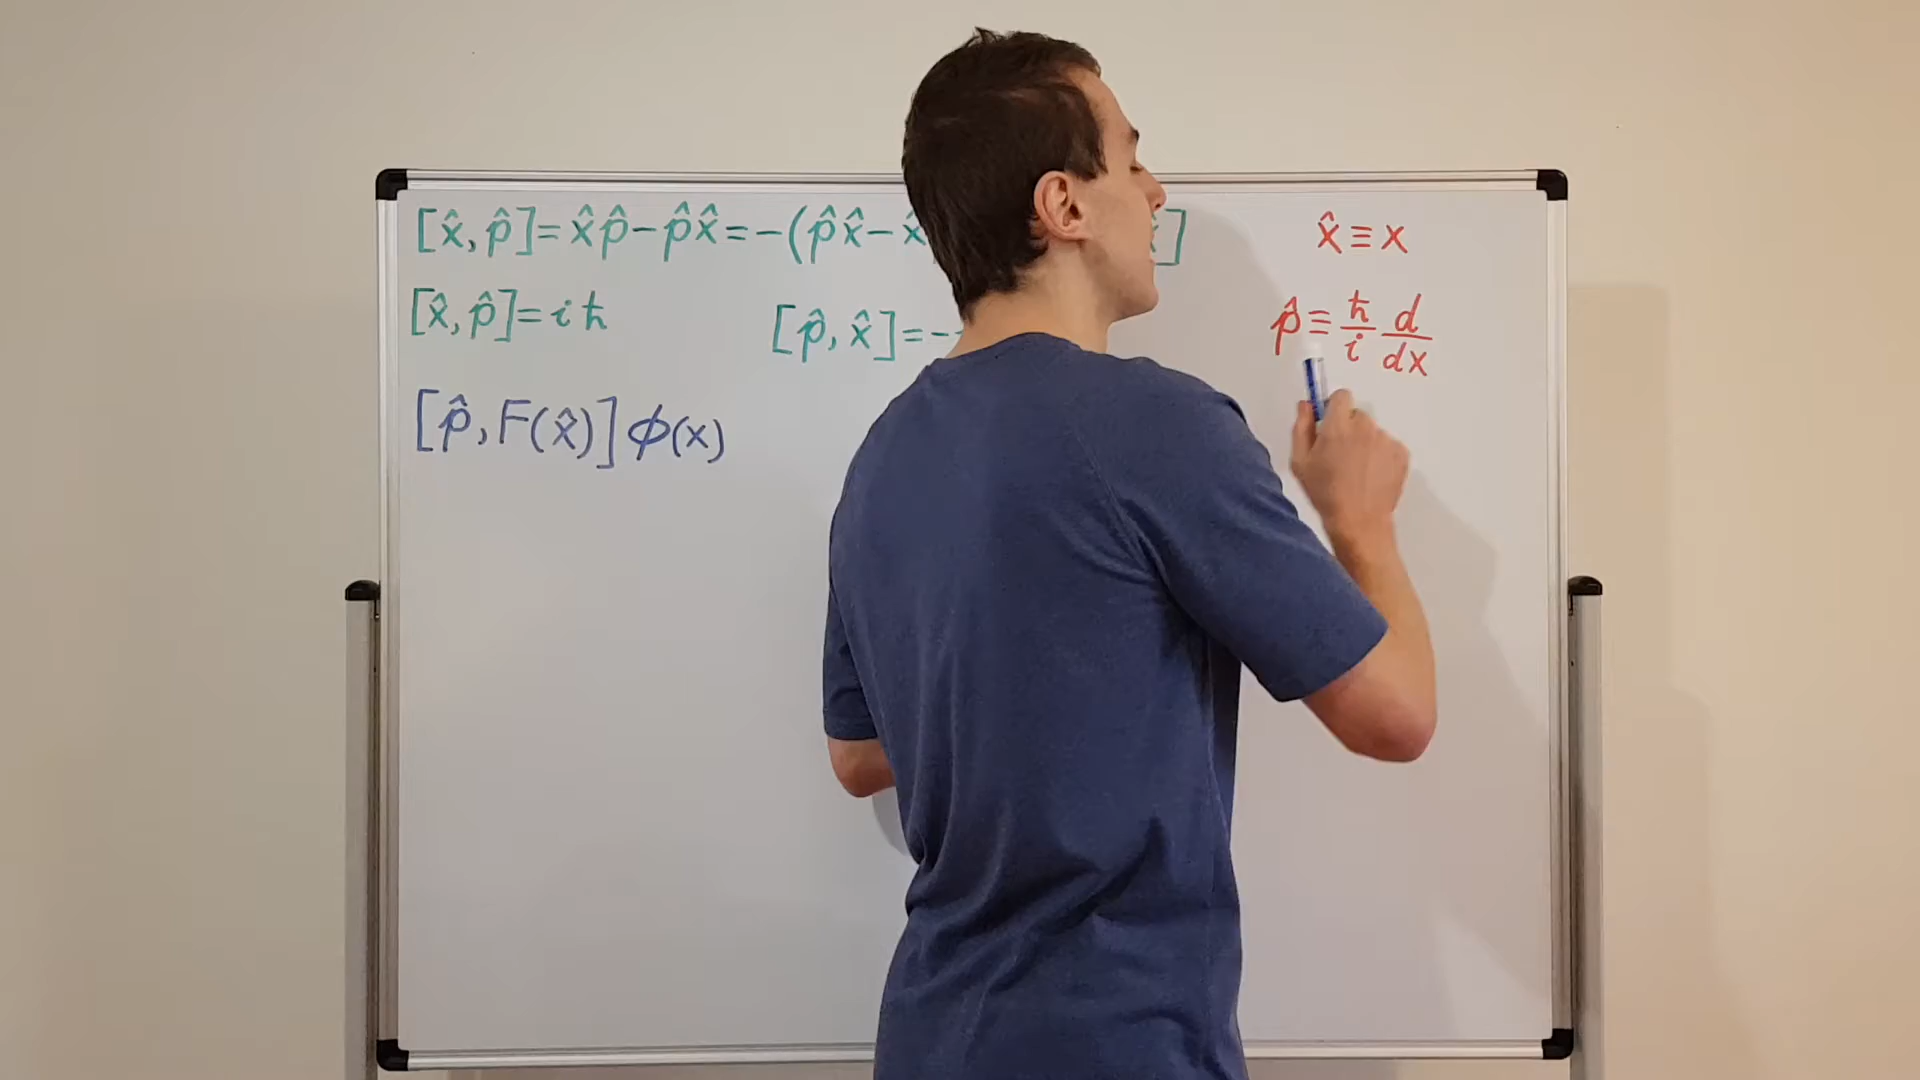 [x̂, p̂] = x̂p̂ − p̂x̂ = −(p̂x̂ − x̂ ]
[x̂, p̂] = iħ
[p̂, x̂] = −
[p̂, F(x̂)] ϕ(x)
x̂ ≡ x
p̂ ≡ ħ/i d/dx